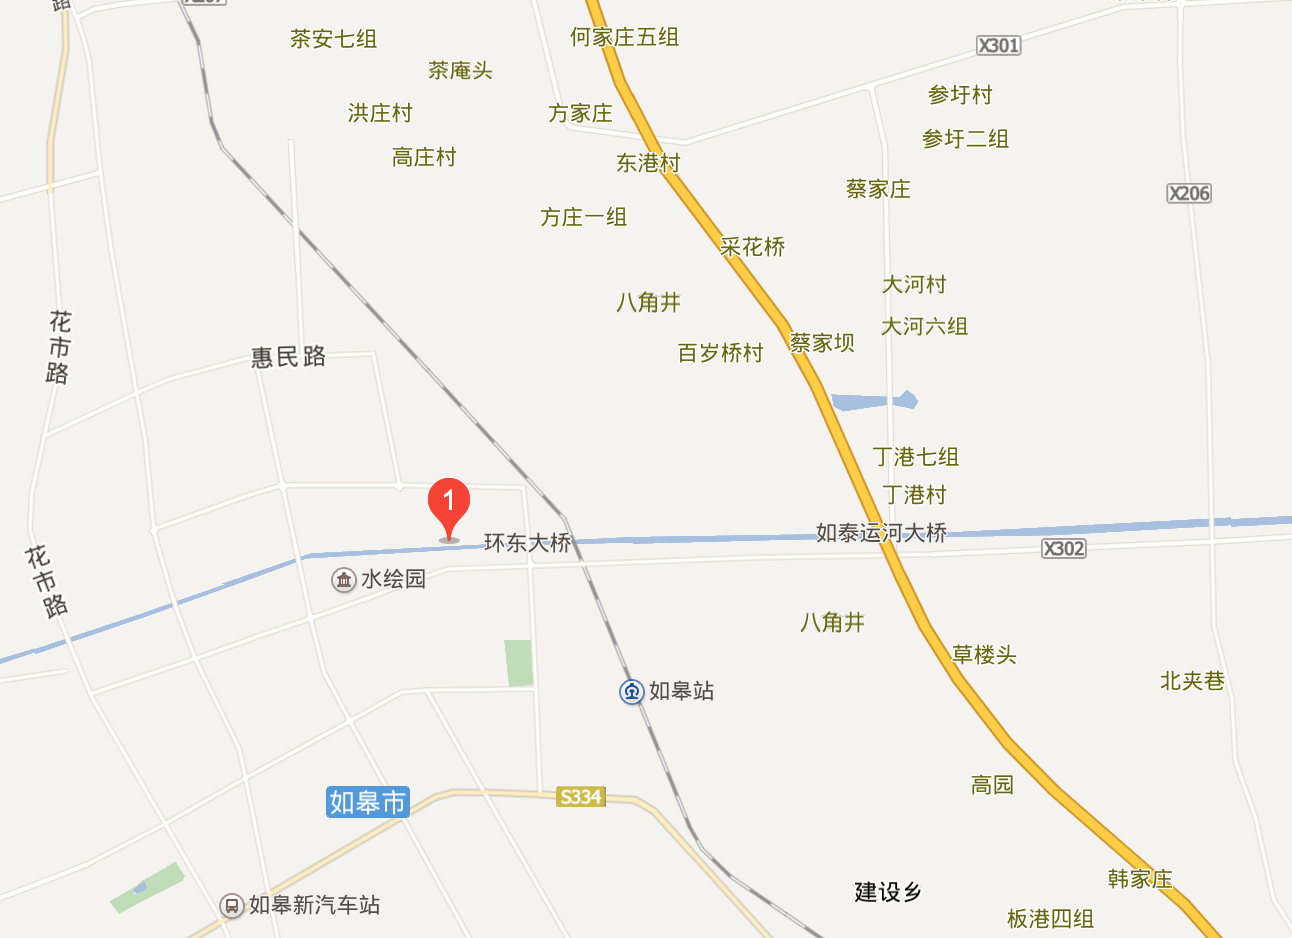 路
X207
茶安七组
何家庄五组
X301
茶庵头
参圩村
洪庄村
方家庄
参圩二组
高庄村
东港村
蔡家庄
X206
方庄一组
采花桥
大河村
八角井
大河六组
花市路
惠民路
百岁桥村
蔡家坝
丁港七组
丁港村
1
如泰运河大桥
环东大桥
X302
花市路
水绘园
八角井
草楼头
北夹巷
如皋站
高园
如皋市
S334
韩家庄
建设乡
如皋新汽车站
板港四组